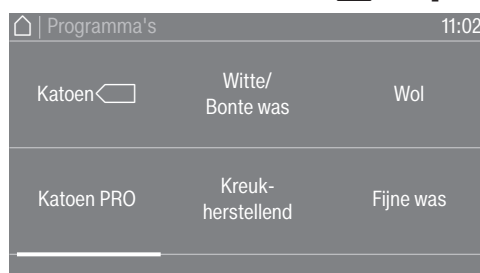 | Programma's 11:02
Katoen Witte/ Bonte was Wol
Katoen PRO Kreuk- herstellend Fijne was